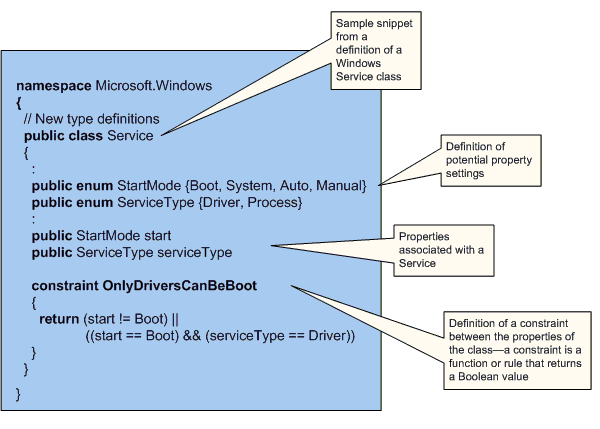 Sample snippet
from a
definition of a
Windows
Service class
namespace Microsoft.Windows
{
// New type definitions
public class Service
{
:
public enum StartMode {Boot, System, Auto, Manual}
public enum ServiceType {Driver, Process}
:
public StartMode start
public ServiceType serviceType
constraint OnlyDriversCanBeBoot
{
return (start != Boot) ||
((start == Boot) && (serviceType == Driver))
}
}
}
Definition of
potential property
settings
Properties
associated with a
Service
Definition of a constraint
between the properties of
the class—a constraint is a
function or rule that returns
a Boolean value